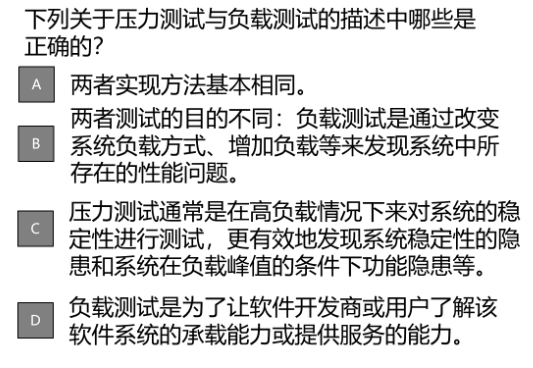 下列关于压力测试与负载测试的描述中哪些是
正确的?
A 两者实现方法基本相同。
两者测试的目的不同：负载测试是通过改变
B 系统负载方式、增加负载等来发现系统中所
存在的性能问题。
C 压力测试通常是在高负载情况下来对系统的稳
定性进行测试，更有效地发现系统稳定性的隐
患和系统在负载峰值的条件下功能隐患等。
D 负载测试是为了让软件开发商或用户了解该
软件系统的承载能力或提供服务的能力。